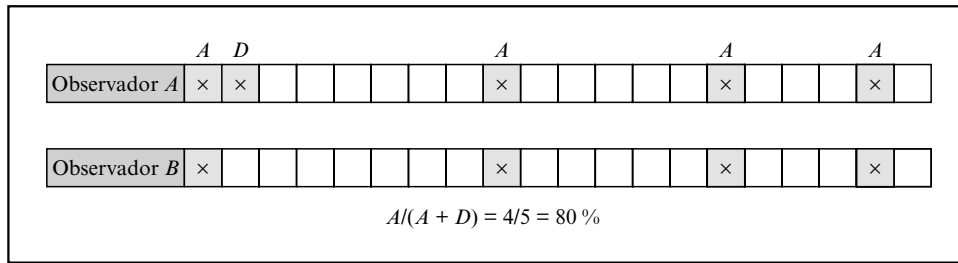 A D A A A
Observador A × × × × ×
Observador B × × × ×
A/(A + D) = 4/5 = 80 %